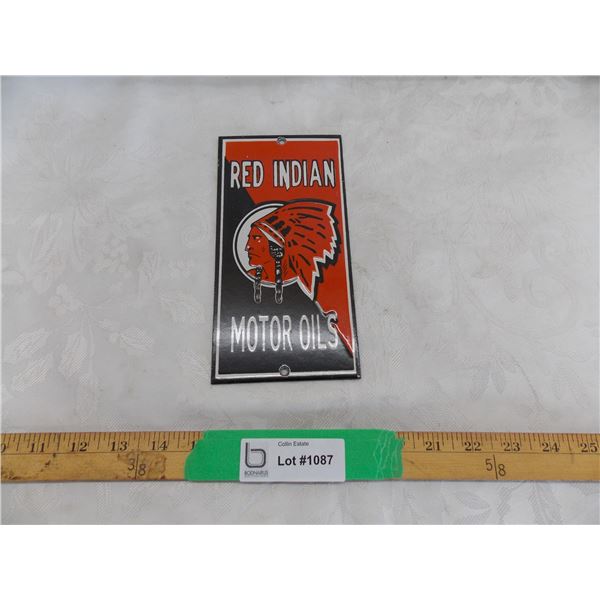 RED INDIAN
MOTOR OILS
11 12 13 14 21 22 23 24 25
3/8 5/8
Collin Estate
Lot #1087
BODNARUS